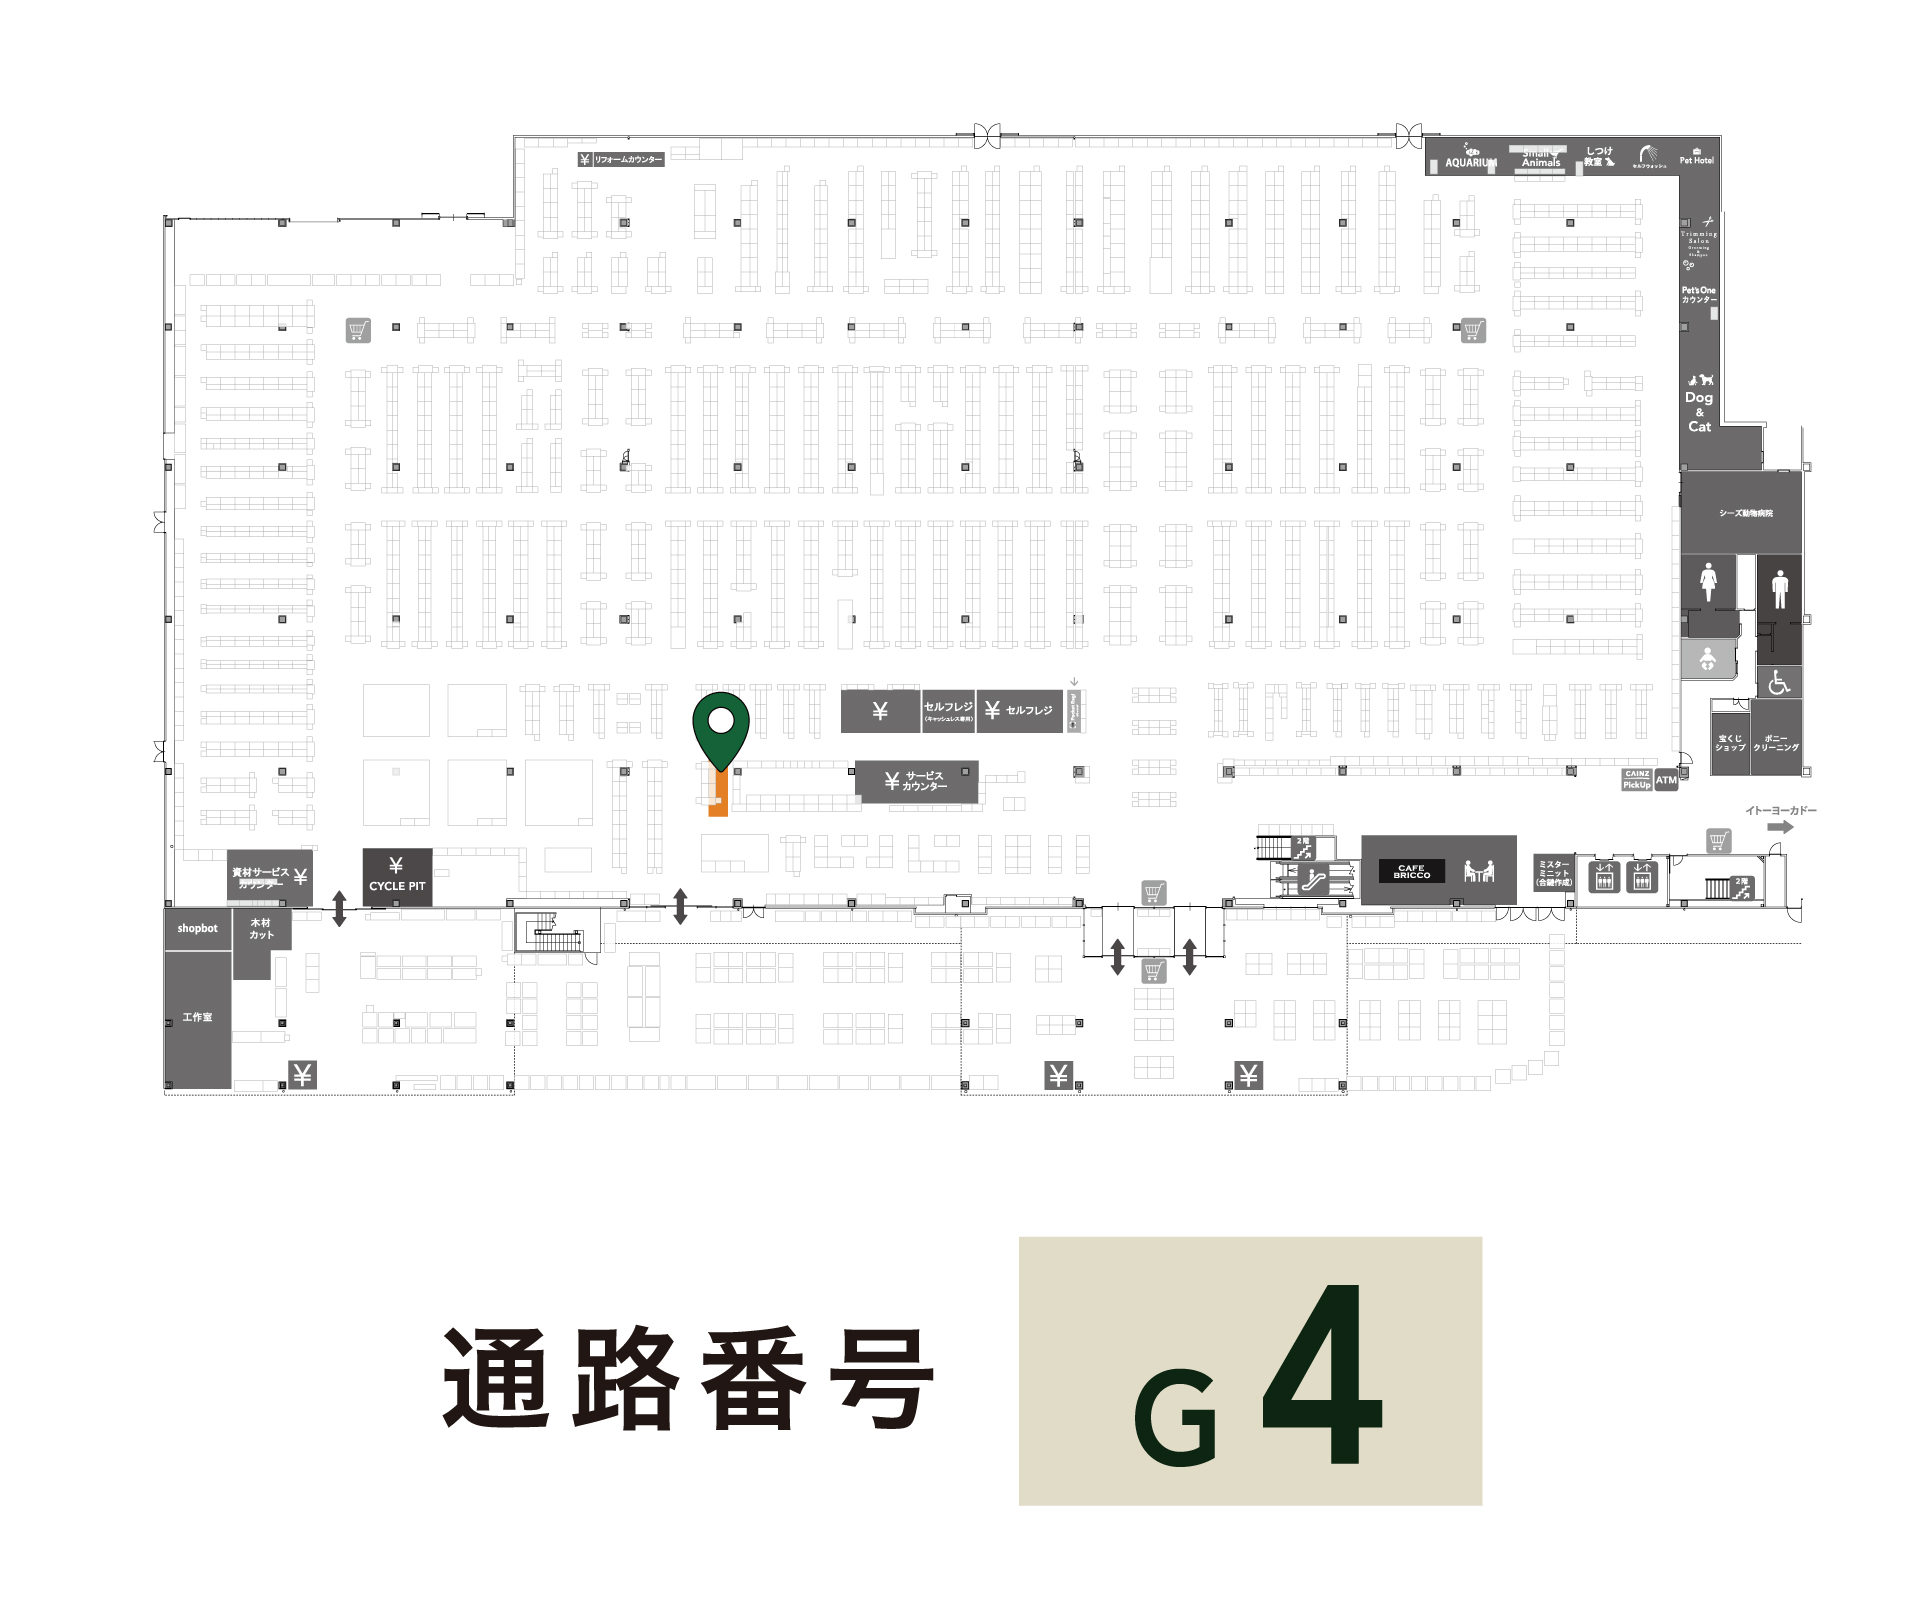 ¥ リフォームカウンター
AQUARIUM
Small
Animals
しつけ
教室
セルフウォッシュ
Pet Hotel
Trimming
Salon
Grooming
&
Shampoo
Pet'sOne
カウンター
Dog
&
Cat
シーズ動物病院
¥
セルフレジ
(キャッシュレス専用)
¥ セルフレジ
宝くじ
ショップ
ポニー
クリーニング
¥ サービス
カウンター
CAINZ
PickUp
ATM
イトーヨーカドー
2階
CAFE
BRICCO
ミスター
ミニット
(合鍵作成)
2階
資材サービス
カウンター
¥
¥
CYCLE PIT
shopbot
木材
カット
工作室
¥
¥
¥
通路番号
G4